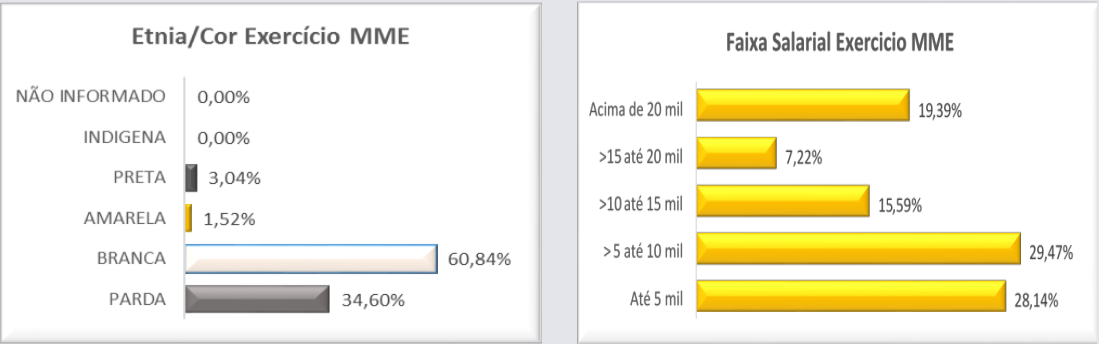 Etnia/Cor Exercício MME
NÃO INFORMADO 0,00%
INDIGENA 0,00%
PRETA 3,04%
AMARELA 1,52%
BRANCA 60,84%
PARDA 34,60%
Faixa Salarial Exercicio MME
Acima de 20 mil 19,39%
>15 até 20 mil 7,22%
>10 até 15 mil 15,59%
> 5 até 10 mil 29,47%
Até 5 mil 28,14%